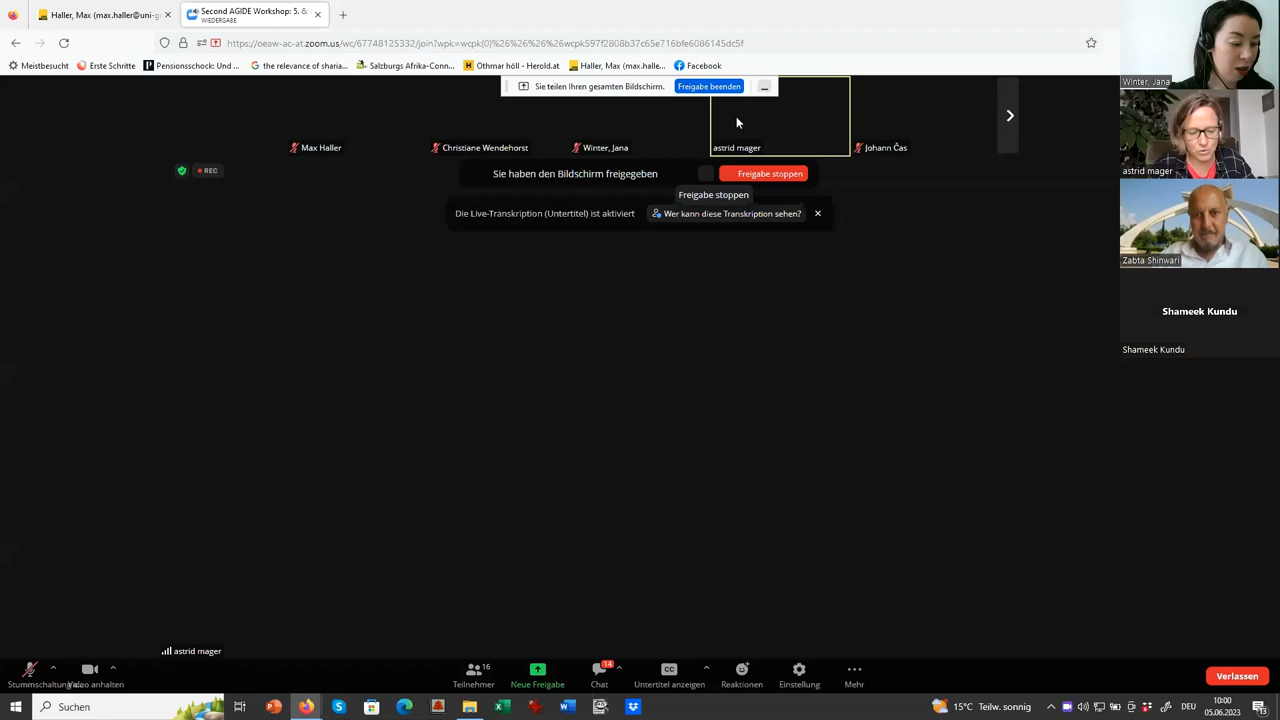 Haller, Max (max.haller@uni-gr
Second AGIDE Workshop: 5. &
WIEDERGABE
https://oeaw-ac-at.zoom.us/wc/67748125332/join?wpk=wcpk(0)%26%26%26%26wcpk597f2808b37c65e716bfe6086145dc5f
Meistbesucht
Erste Schritte
Pensionsschock: Und ...
the relevance of sharia...
Salzburgs Afrika-Conn...
Othmar höll - Herold.at
Haller, Max (max.halle...
Facebook
Sie teilen Ihren gesamten Bildschirm.
Freigabe beenden
Winter, Jana
Max Haller
Christiane Wendehorst
Winter, Jana
astrid mager
Johann Čas
REC
Sie haben den Bildschirm freigegeben
Freigabe stoppen
astrid mager
Freigabe stoppen
Die Live-Transkription (Untertitel) ist aktiviert
Wer kann diese Transkription sehen?
Zabta Shinwari
Shameek Kundu
Shameek Kundu
astrid mager
Video anhalten
16
Teilnehmer
Neue Freigabe
14
Chat
CC
Untertitel anzeigen
Reaktionen
Einstellung
Mehr
Verlassen
Suchen
15°C Teilw. sonnig
DE
10:00
05.06.2023